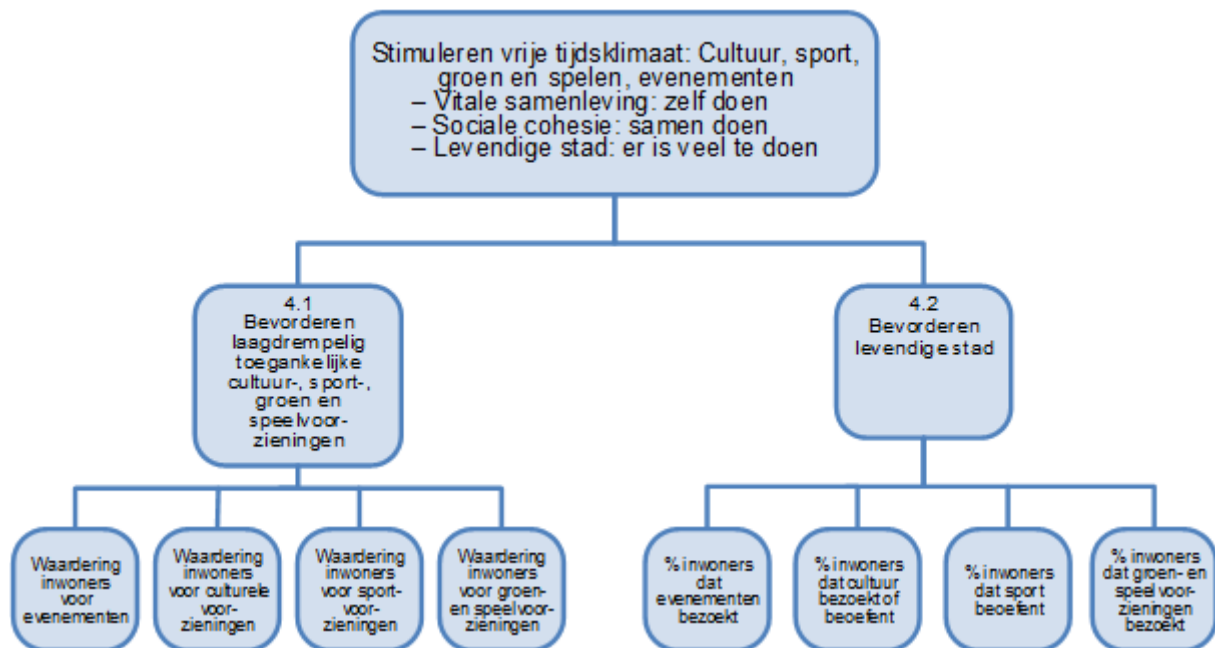 Stimuleren vrije tijdsklimaat: Cultuur, sport,
groen en spelen, evenementen
– Vitale samenleving: zelf doen
– Sociale cohesie: samen doen
– Levendige stad: er is veel te doen
4.1
Bevorderen
laagdrempelig
toegankelijke
cultuur-, sport-,
groen en
speelvoor-
zieningen
4.2
Bevorderen
levendige stad
Waardering
inwoners
voor
evenementen
Waardering
inwoners
voor culturele
voor-
zieningen
Waardering
inwoners
voor sport-
voor-
zieningen
Waardering
inwoners
voor groen-
en speelvoor-
zieningen
% inwoners
dat
evenementen
bezoekt
% inwoners
dat cultuur
bezoekt of
beoefent
% inwoners
dat sport
beoefent
% inwoners
dat groen- en
speelvoor-
zieningen
bezoekt